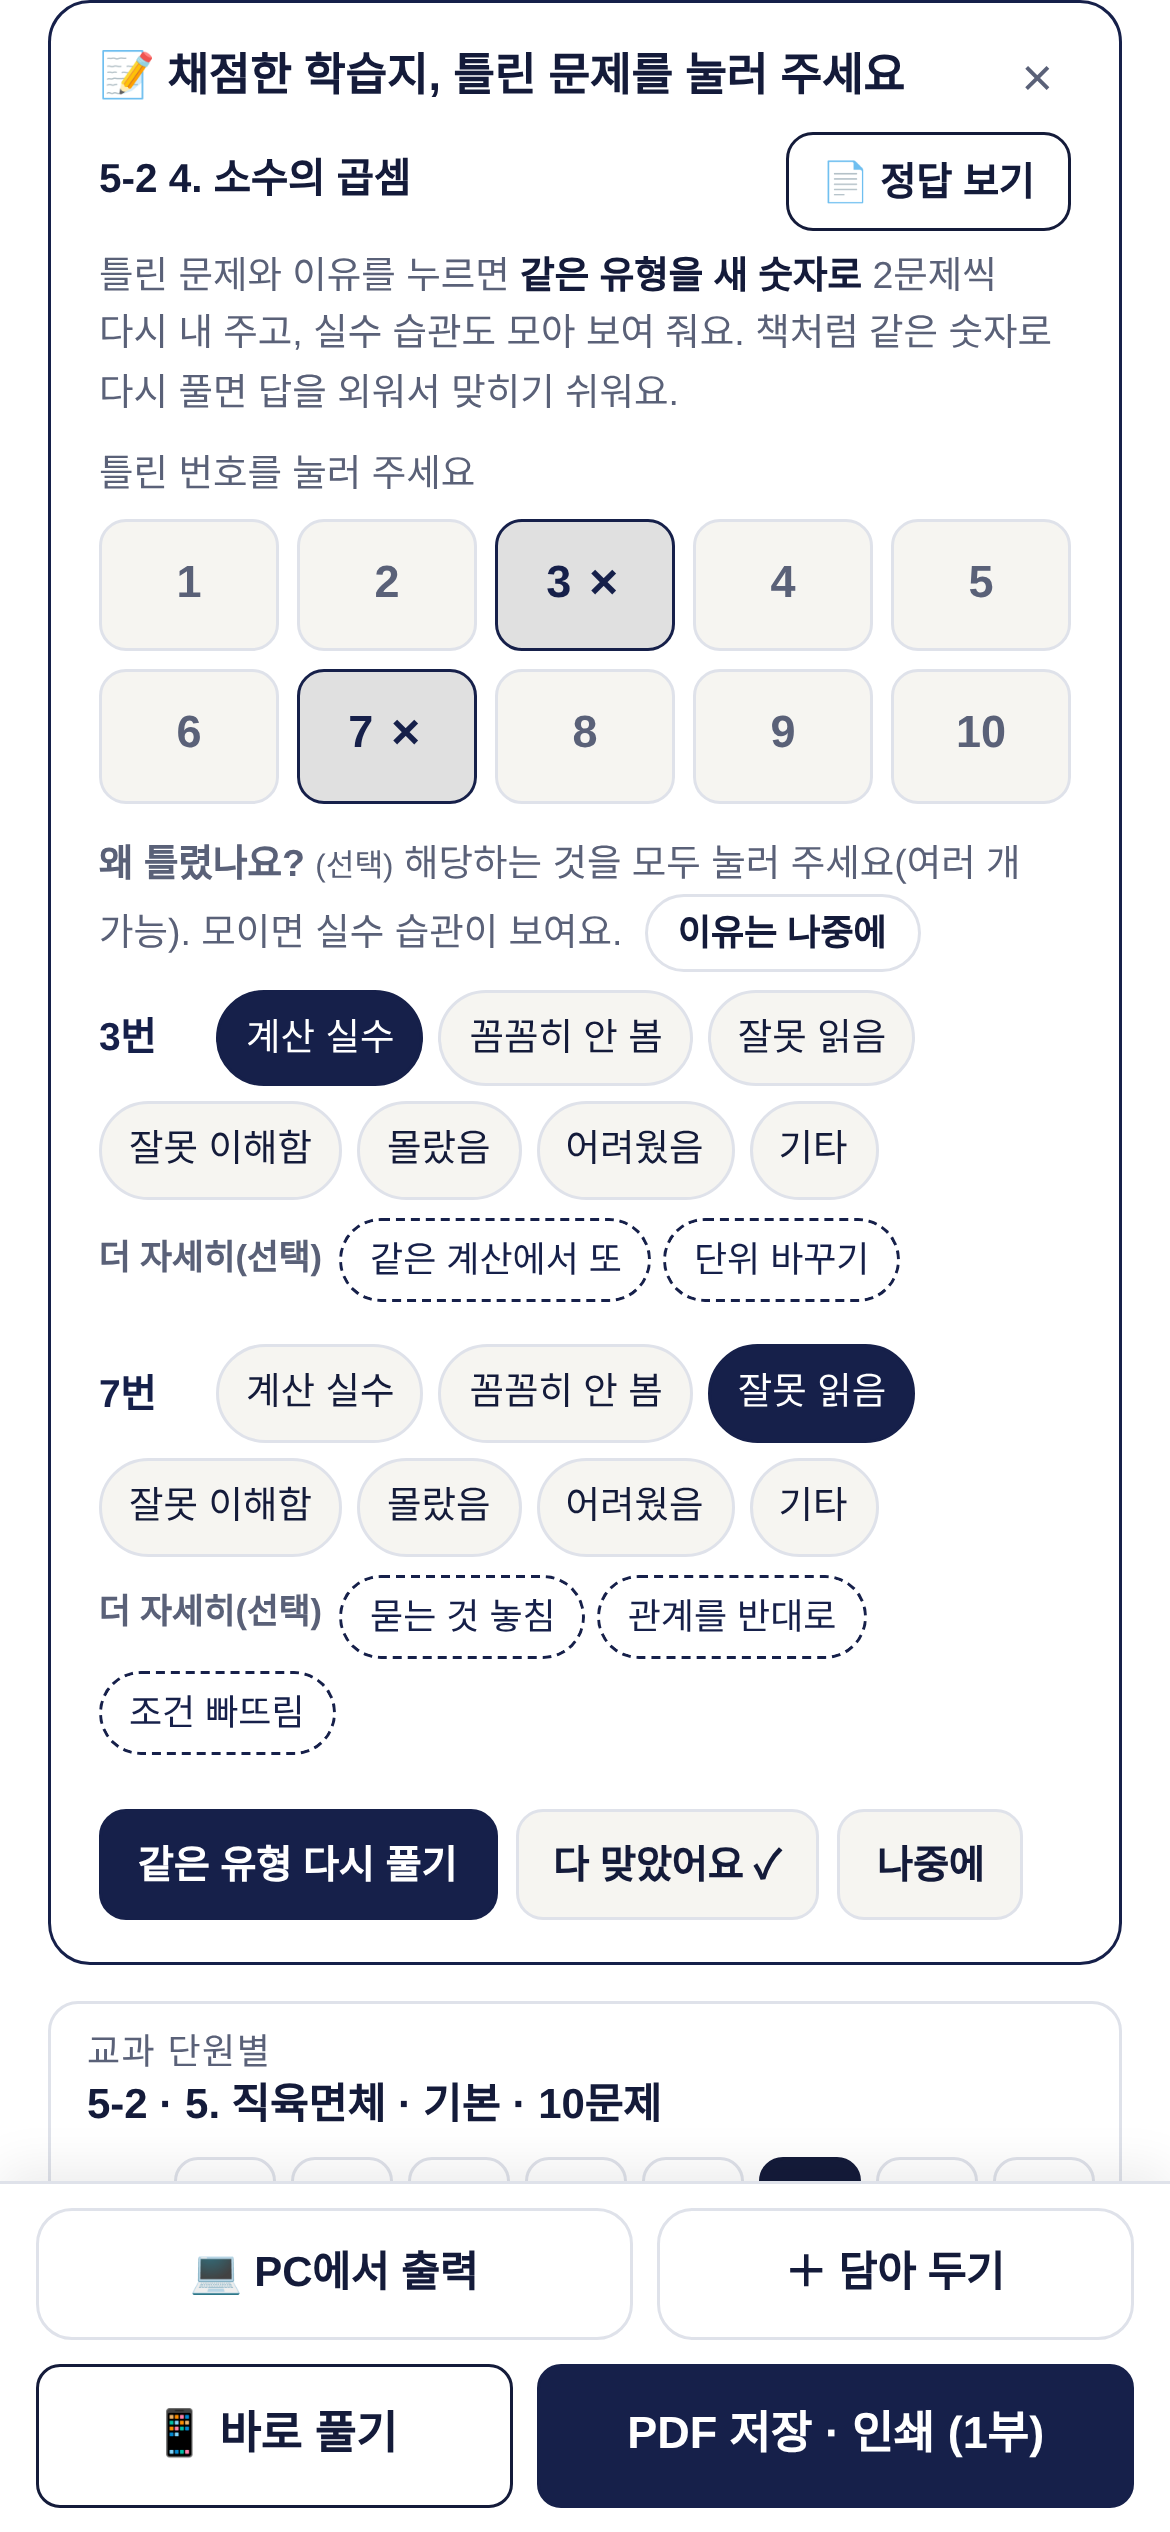 📝 채점한 학습지, 틀린 문제를 눌러 주세요 ✕
5-2 4. 소수의 곱셈
📄 정답 보기
틀린 문제와 이유를 누르면 같은 유형을 새 숫자로 2문제씩
다시 내 주고, 실수 습관도 모아 보여 줘요. 책처럼 같은 숫자로
다시 풀면 답을 외워서 맞히기 쉬워요.
틀린 번호를 눌러 주세요
1 2 3 ✕ 4 5
6 7 ✕ 8 9 10
왜 틀렸나요? (선택) 해당하는 것을 모두 눌러 주세요(여러 개
가능). 모이면 실수 습관이 보여요. 이유는 나중에
3번 계산 실수 꼼꼼히 안 봄 잘못 읽음
잘못 이해함 몰랐음 어려웠음 기타
더 자세히(선택) 같은 계산에서 또 단위 바꾸기
7번 계산 실수 꼼꼼히 안 봄 잘못 읽음
잘못 이해함 몰랐음 어려웠음 기타
더 자세히(선택) 묻는 것 놓침 관계를 반대로
조건 빠뜨림
같은 유형 다시 풀기 다 맞았어요 ✓ 나중에
교과 단원별
5-2 · 5. 직육면체 · 기본 · 10문제
💻 PC에서 출력 ＋ 담아 두기
📱 바로 풀기 PDF 저장 · 인쇄 (1부)